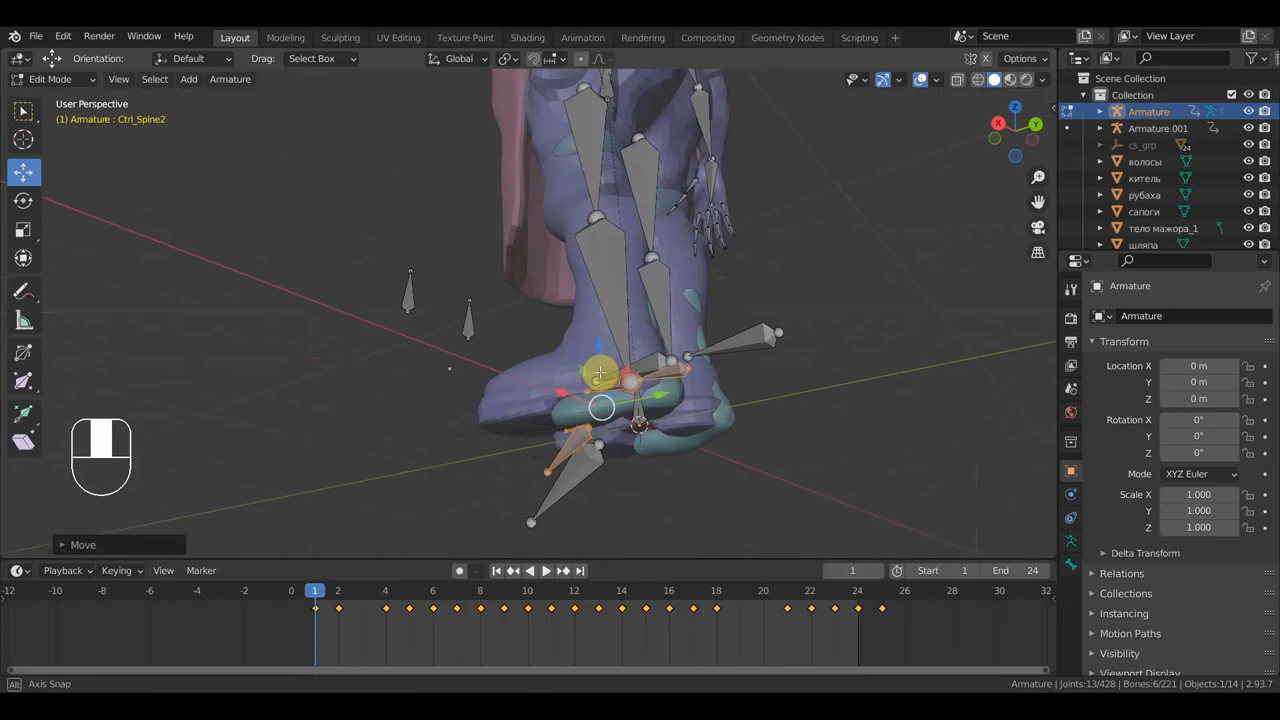 File Edit Render Window Help Layout Modeling Sculpting UV Editing Texture Paint Shading Animation Rendering Compositing Geometry Nodes Scripting Scene View Layer
Orientation: Default Drag: Select Box Global Options
Edit Mode View Select Add Armature
User Perspective
(1) Armature : Ctrl_Spine2
X Y Z
Move
Scene Collection
Collection
Armature
Armature.001
cs_grp 24
волосы
китель
рубаха
сапоги
тело мажора_1
шляпа
Armature
Armature
Transform
Location X 0 m
Y 0 m
Z 0 m
Rotation X 0°
Y 0°
Z 0°
Mode XYZ Euler
Scale X 1.000
Y 1.000
Z 1.000
Delta Transform
Relations
Collections
Instancing
Motion Paths
Visibility
Viewport Display
Playback Keying View Marker 1 Start 1 End 24
-12 -10 -8 -6 -4 -2 0 1 2 4 6 8 10 12 14 16 18 20 22 24 26 28 30 32
Alt Axis Snap Armature | Joints:13/428 | Bones:6/221 | Objects:1/14 | 2.93.7